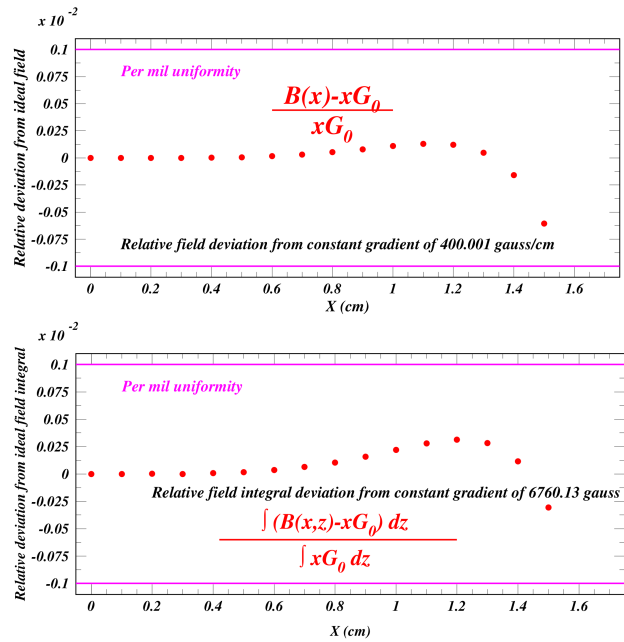 x 10 -2
Relative deviation from ideal field
0.1
0.075
0.05
0.025
0
-0.025
-0.05
-0.075
-0.1
Per mil uniformity
B(x)-xG0
xG0
Relative field deviation from constant gradient of 400.001 gauss/cm
0 0.2 0.4 0.6 0.8 1 1.2 1.4 1.6
X (cm)
x 10 -2
Relative deviation from ideal field integral
0.1
0.075
0.05
0.025
0
-0.025
-0.05
-0.075
-0.1
Per mil uniformity
Relative field integral deviation from constant gradient of 6760.13 gauss
∫ (B(x,z)-xG0) dz
∫ xG0 dz
0 0.2 0.4 0.6 0.8 1 1.2 1.4 1.6
X (cm)